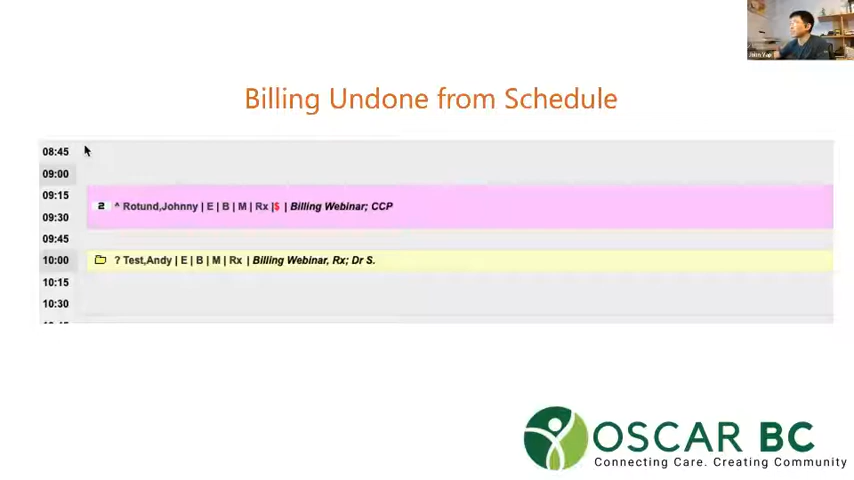 John Yap
Billing Undone from Schedule
08:45
09:00
09:15
2 ^ Rotund,Johnny | E | B | M | Rx |$ | Billing Webinar; CCP
09:30
09:45
10:00 ? Test,Andy | E | B | M | Rx | Billing Webinar, Rx; Dr S.
10:15
10:30
OSCAR BC
Connecting Care. Creating Community